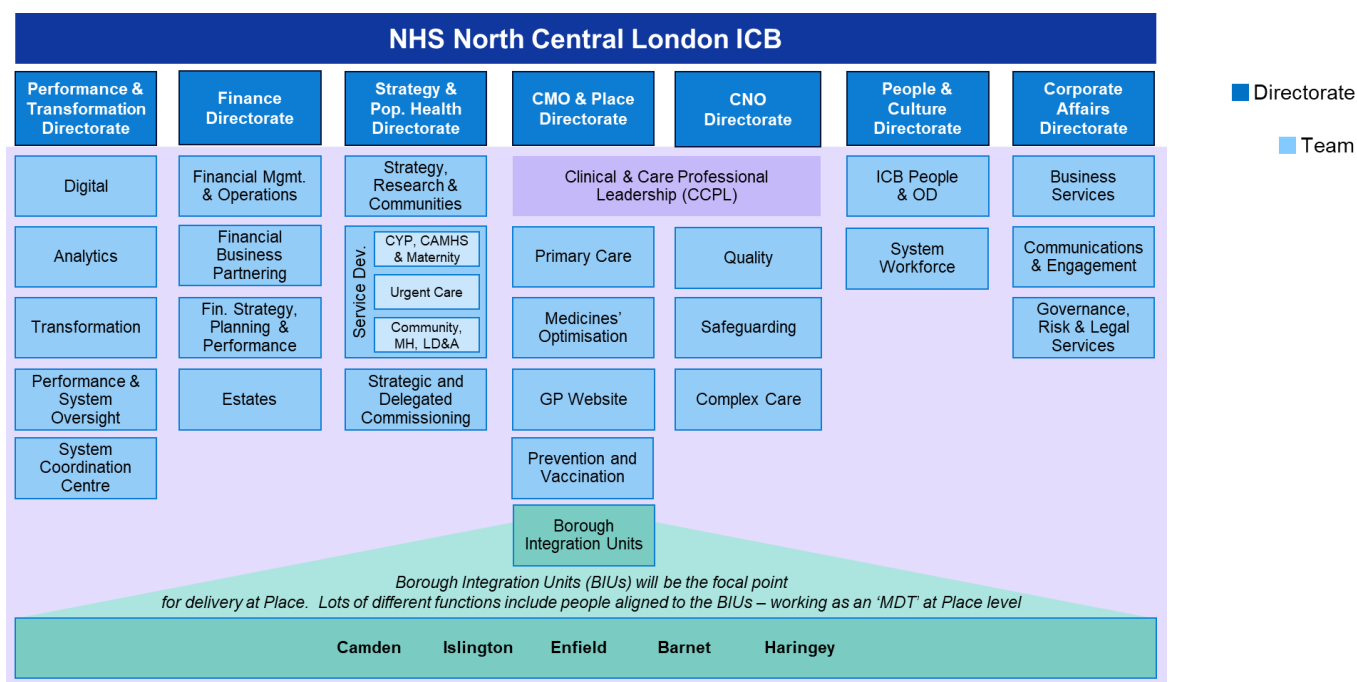 NHS North Central London ICB
Performance &
Transformation
Directorate
Finance
Directorate
Strategy &
Pop. Health
Directorate
CMO & Place
Directorate
CNO
Directorate
People &
Culture
Directorate
Corporate
Affairs
Directorate
Directorate
Team
Digital
Analytics
Transformation
Performance &
System
Oversight
System
Coordination
Centre
Financial Mgmt.
& Operations
Financial
Business
Partnering
Fin. Strategy,
Planning &
Performance
Estates
Strategy,
Research &
Communities
Service Dev.
CYP, CAMHS
& Maternity
Urgent Care
Community,
MH, LD&A
Strategic and
Delegated
Commissioning
Clinical & Care Professional
Leadership (CCPL)
Primary Care
Medicines’
Optimisation
GP Website
Prevention and
Vaccination
Borough
Integration Units
Quality
Safeguarding
Complex Care
ICB People
& OD
System
Workforce
Business
Services
Communications
& Engagement
Governance,
Risk & Legal
Services
Borough Integration Units (BIUs) will be the focal point
for delivery at Place.  Lots of different functions include people aligned to the BIUs – working as an ‘MDT’ at Place level
Camden Islington Enfield Barnet Haringey